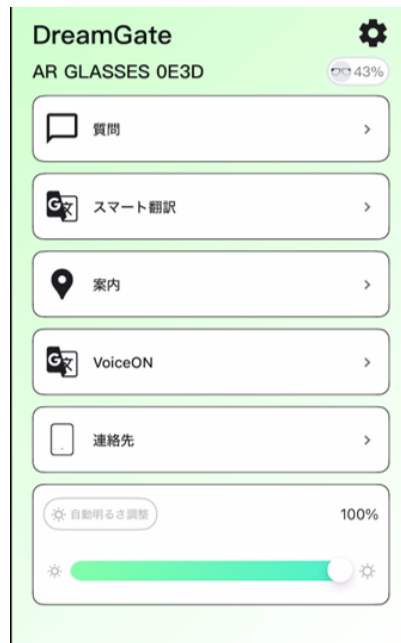 DreamGate
AR GLASSES 0E3D
43%
質問
スマート翻訳
案内
VoiceON
連絡先
自動明るさ調整
100%